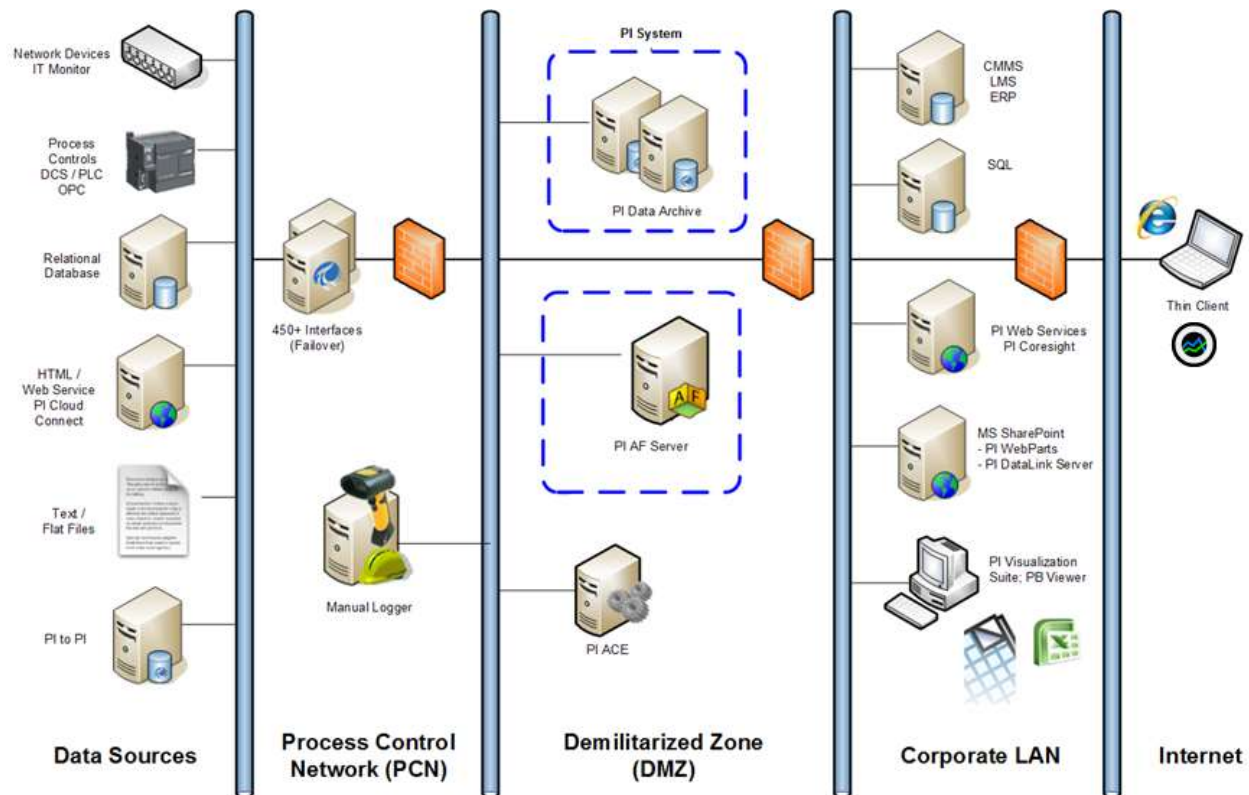 Network Devices
IT Monitor
Process
Controls
DCS / PLC
OPC
Relational
Database
HTML /
Web Service
PI Cloud
Connect
Text /
Flat Files
PI to PI
Data Sources
450+ Interfaces
(Failover)
Manual Logger
Process Control
Network (PCN)
PI System
PI Data Archive
A F
PI AF Server
PI ACE
Demilitarized Zone
(DMZ)
CMMS
LMS
ERP
SQL
PI Web Services
PI Coresight
MS SharePoint
- PI WebParts
- PI DataLink Server
PI Visualization
Suite; PB Viewer
Corporate LAN
Thin Client
Internet